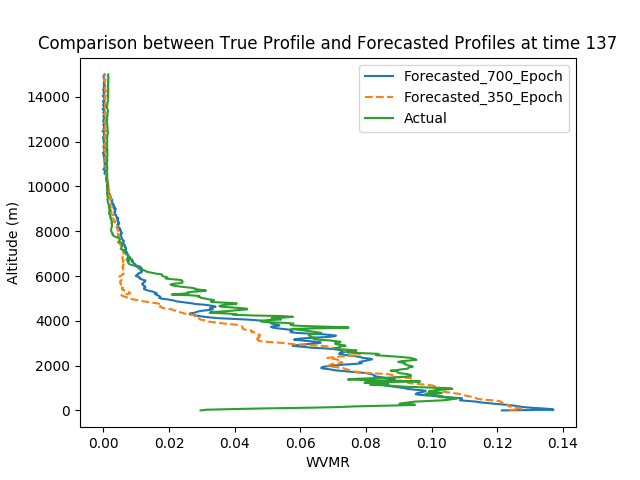 Comparison between True Profile and Forecasted Profiles at time 137
Forecasted_700_Epoch
Forecasted_350_Epoch
Actual
Altitude (m)
14000
12000
10000
8000
6000
4000
2000
0
0.00 0.02 0.04 0.06 0.08 0.10 0.12 0.14
WVMR